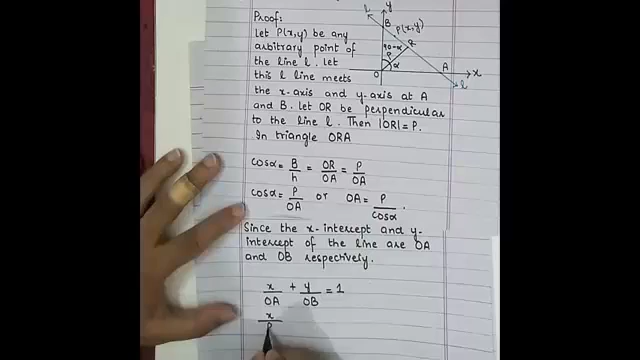 Proof:
Let P(x,y) be any
arbitrary point of
the line l. Let
this l line meets
the x-axis and y-axis at A
and B. Let OR be perpendicular
to the line l. Then |OR| = P.
In triangle ORA
cosα = B/h = OR/OA = P/OA
cosα = P/OA or OA = P/cosα.
Since the x-intercept and y-
intercept of the line are OA
and OB respectively.
x/OA + y/OB = 1
x/P
l
y
B
P(x,y)
R
90-α
P
α
A
O
x
l